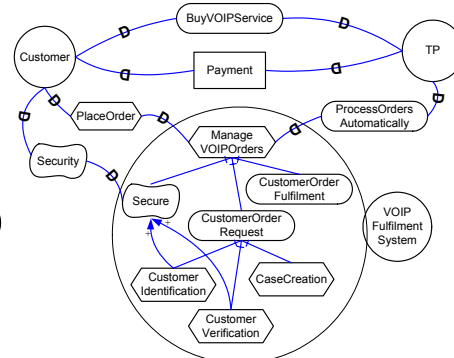 BuyVOIPService
Customer
TP
Payment
D
D
D
D
D
D
D
PlaceOrder
D
D
ProcessOrders
Automatically
Manage
VOIPOrders
Security
D
CustomerOrder
Fulfilment
Secure
CustomerOrder
Request
VOIP
Fulfilment
System
+
+
Customer
Identification
CaseCreation
Customer
Verification